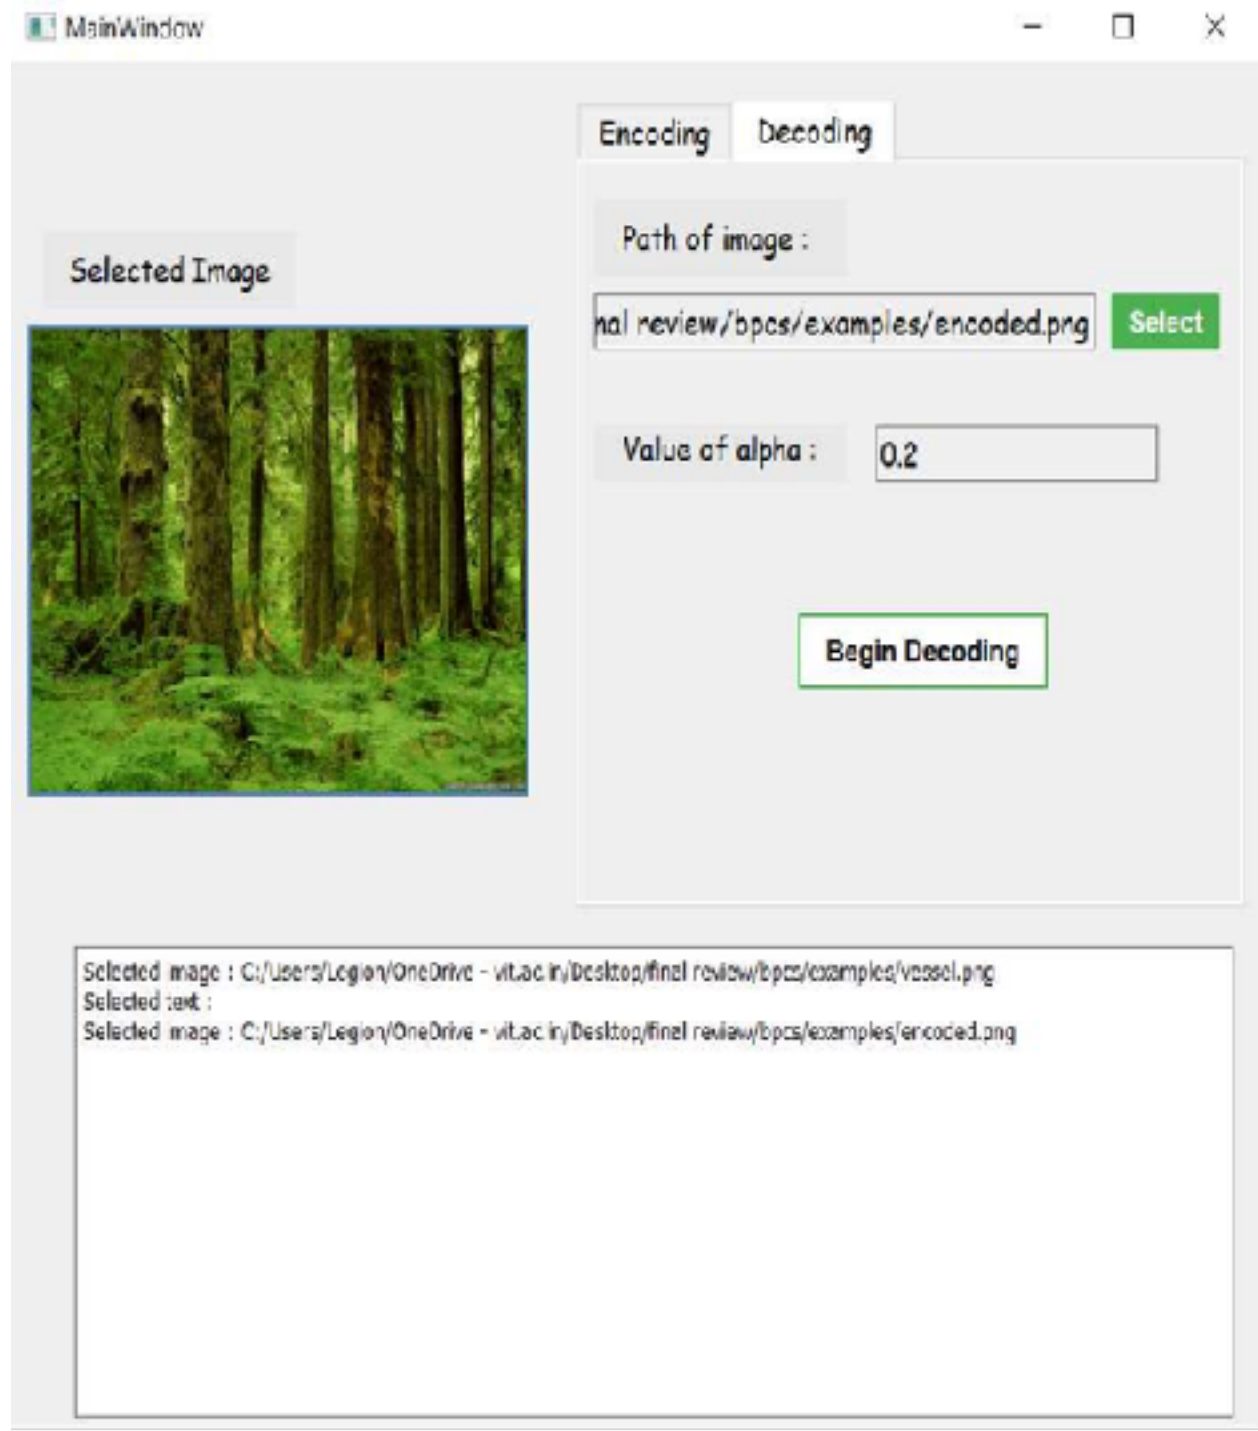 MainWindow
Encoding
Decoding
Path of image :
Selected Image
nal review/bpcs/examples/encoded.png
Select
Value of alpha :
0.2
Begin Decoding
Selected image : C:/Users/Legion/OneDrive - vit.ac.in/Desktop/final review/bpcs/examples/vessel.png
Selected text :
Selected image : C:/Users/Legion/OneDrive - vit.ac.in/Desktop/final review/bpcs/examples/encoded.png